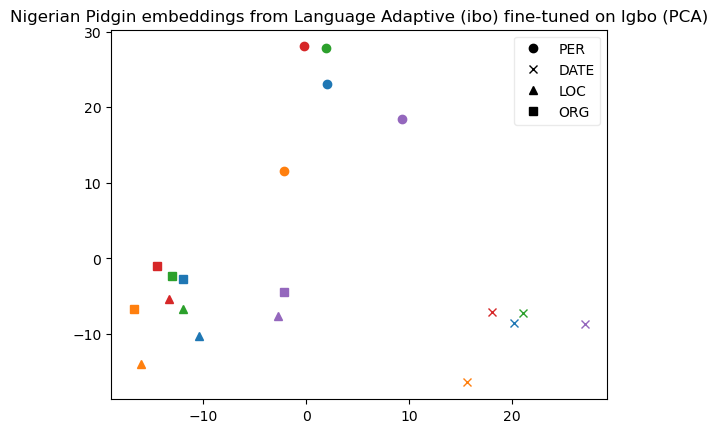 Nigerian Pidgin embeddings from Language Adaptive (ibo) fine-tuned on Igbo (PCA)
30
20
10
0
−10
PER
DATE
LOC
ORG
−10 0 10 20